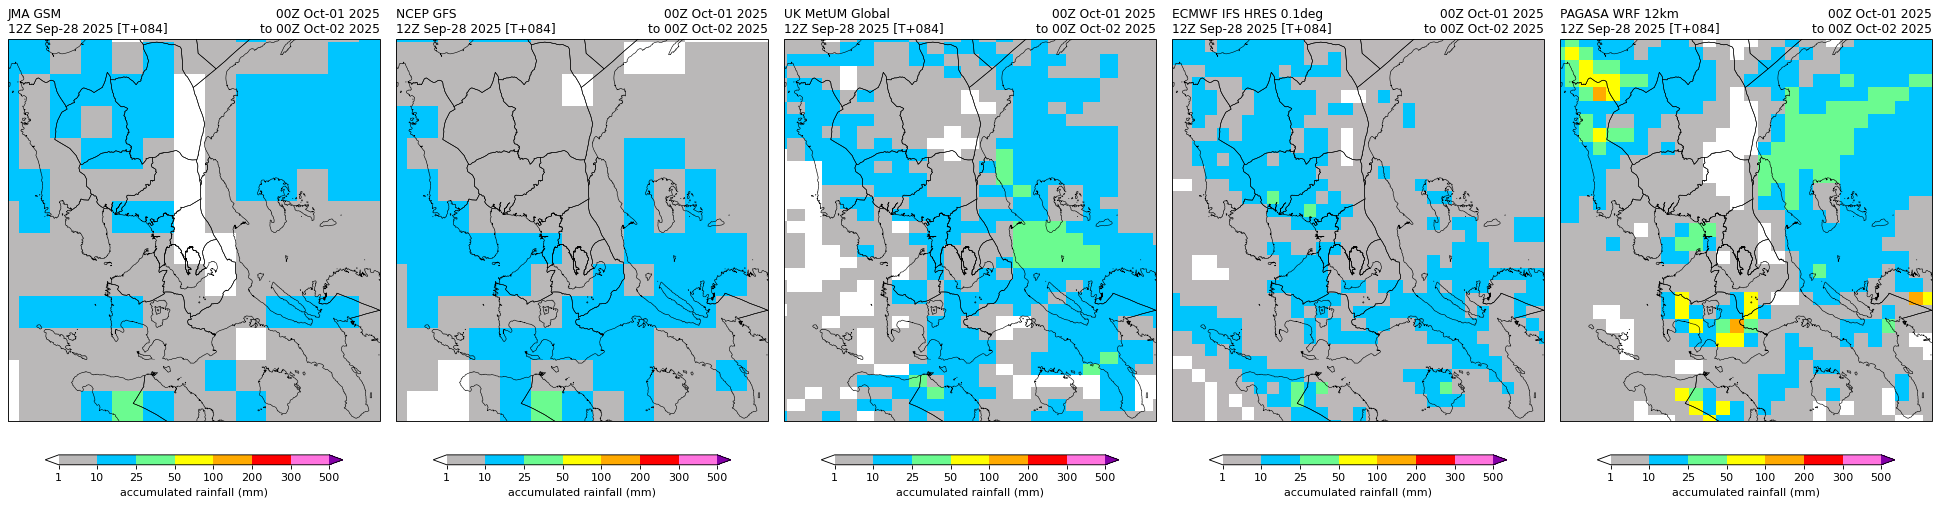 JMA GSM 00Z Oct-01 2025
12Z Sep-28 2025 [T+084] to 00Z Oct-02 2025
NCEP GFS 00Z Oct-01 2025
12Z Sep-28 2025 [T+084] to 00Z Oct-02 2025
UK MetUM Global 00Z Oct-01 2025
12Z Sep-28 2025 [T+084] to 00Z Oct-02 2025
ECMWF IFS HRES 0.1deg 00Z Oct-01 2025
12Z Sep-28 2025 [T+084] to 00Z Oct-02 2025
PAGASA WRF 12km 00Z Oct-01 2025
12Z Sep-28 2025 [T+084] to 00Z Oct-02 2025
1 10 25 50 100 200 300 500
accumulated rainfall (mm)
1 10 25 50 100 200 300 500
accumulated rainfall (mm)
1 10 25 50 100 200 300 500
accumulated rainfall (mm)
1 10 25 50 100 200 300 500
accumulated rainfall (mm)
1 10 25 50 100 200 300 500
accumulated rainfall (mm)